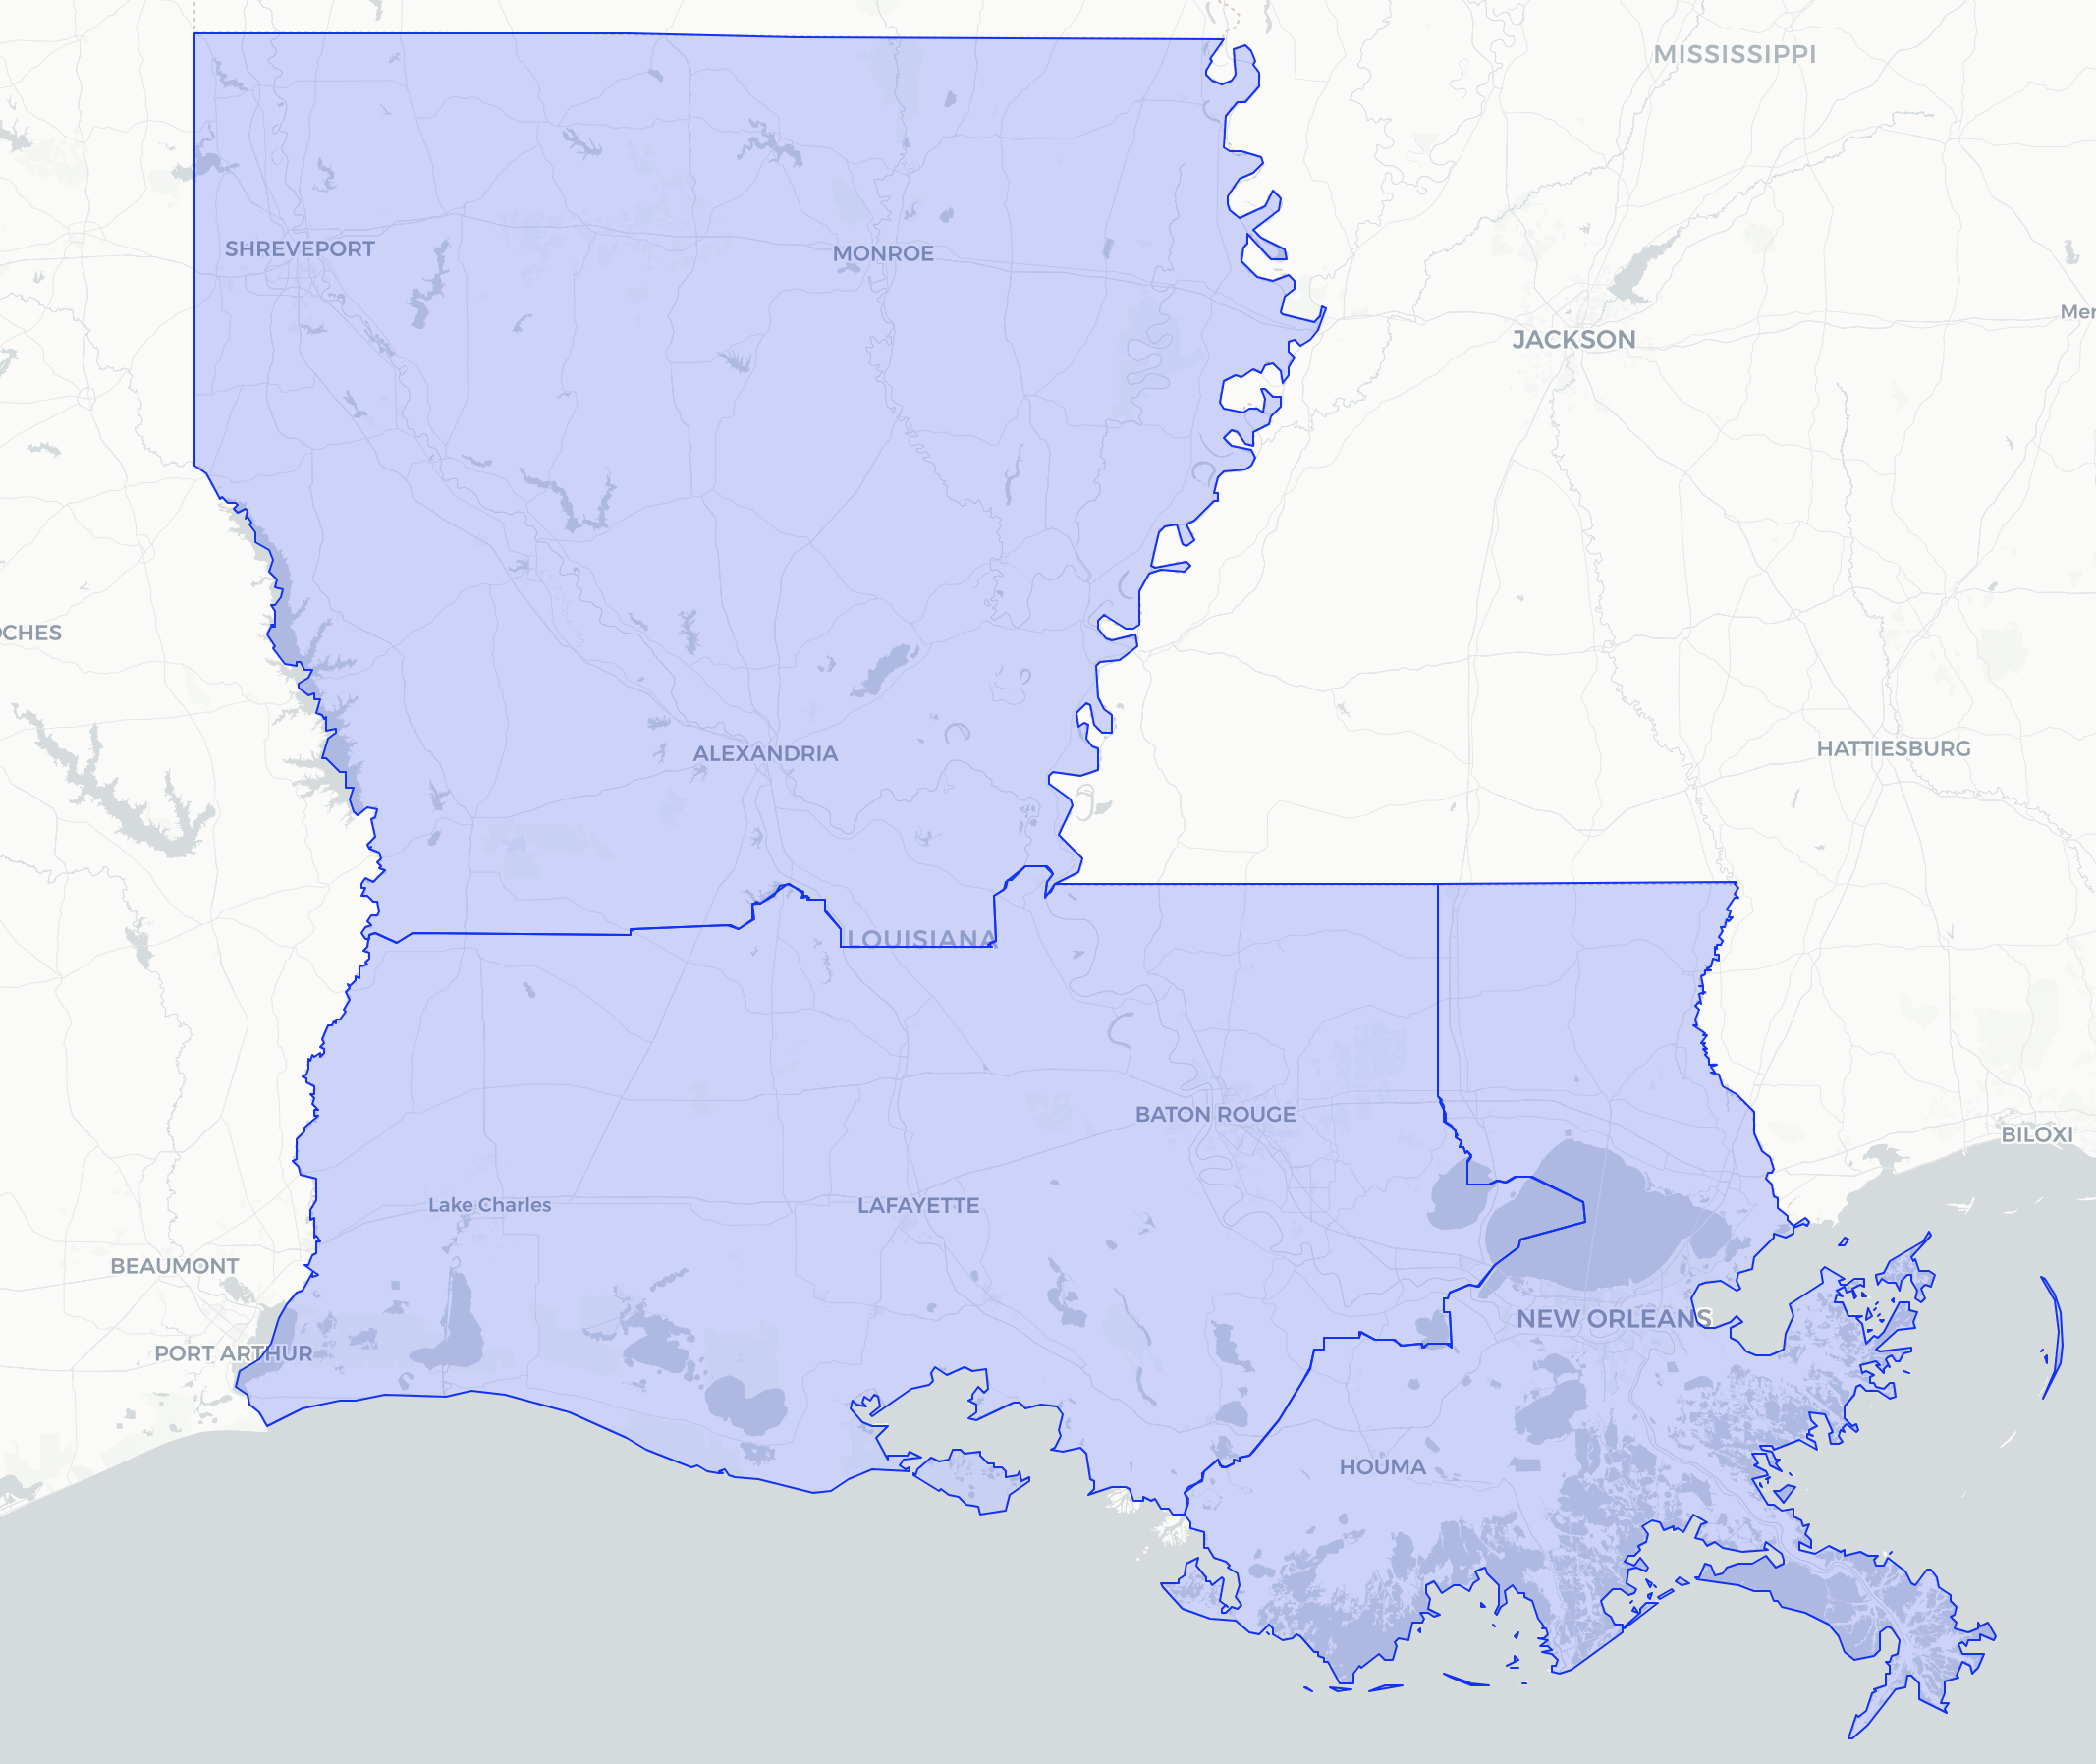 MISSISSIPPI
SHREVEPORT
MONROE
Mer
JACKSON
OCHES
ALEXANDRIA
HATTIESBURG
LOUISIANA
BATON ROUGE
BILOXI
Lake Charles
LAFAYETTE
BEAUMONT
NEW ORLEANS
PORT ARTHUR
HOUMA